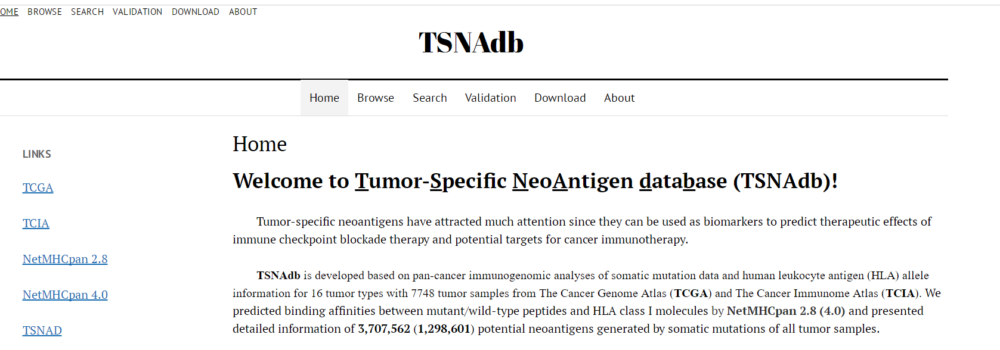 OME BROWSE SEARCH VALIDATION DOWNLOAD ABOUT
TSNAdb
Home Browse Search Validation Download About
Home
LINKS
Welcome to Tumor-Specific NeoAntigen database (TSNAdb)!
TCGA
Tumor-specific neoantigens have attracted much attention since they can be used as biomarkers to predict therapeutic effects of
immune checkpoint blockade therapy and potential targets for cancer immunotherapy.
TCIA
NetMHCpan 2.8
TSNAdb is developed based on pan-cancer immunogenomic analyses of somatic mutation data and human leukocyte antigen (HLA) allele
information for 16 tumor types with 7748 tumor samples from The Cancer Genome Atlas (TCGA) and The Cancer Immunome Atlas (TCIA). We
predicted binding affinities between mutant/wild-type peptides and HLA class I molecules by NetMHCpan 2.8 (4.0) and presented
detailed information of 3,707,562 (1,298,601) potential neoantigens generated by somatic mutations of all tumor samples.
NetMHCpan 4.0
TSNAD